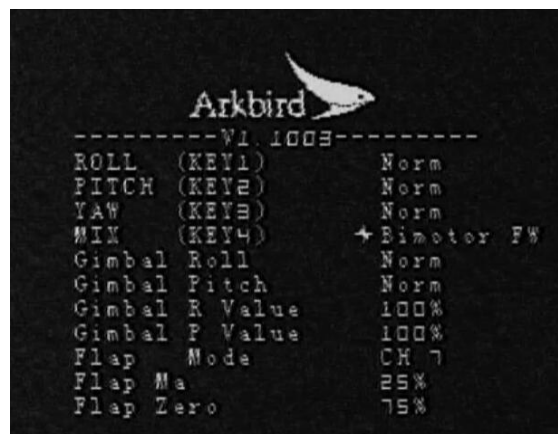 Arkbird
---------V1.1003---------
ROLL (KEY1) Norm
PITCH (KEY2) Norm
YAW (KEY3) Norm
MIX (KEY4) Bimotor FW
Gimbal Roll Norm
Gimbal Pitch Norm
Gimbal R Value 100%
Gimbal P Value 100%
Flap Mode CH 7
Flap Ma 25%
Flap Zero 75%